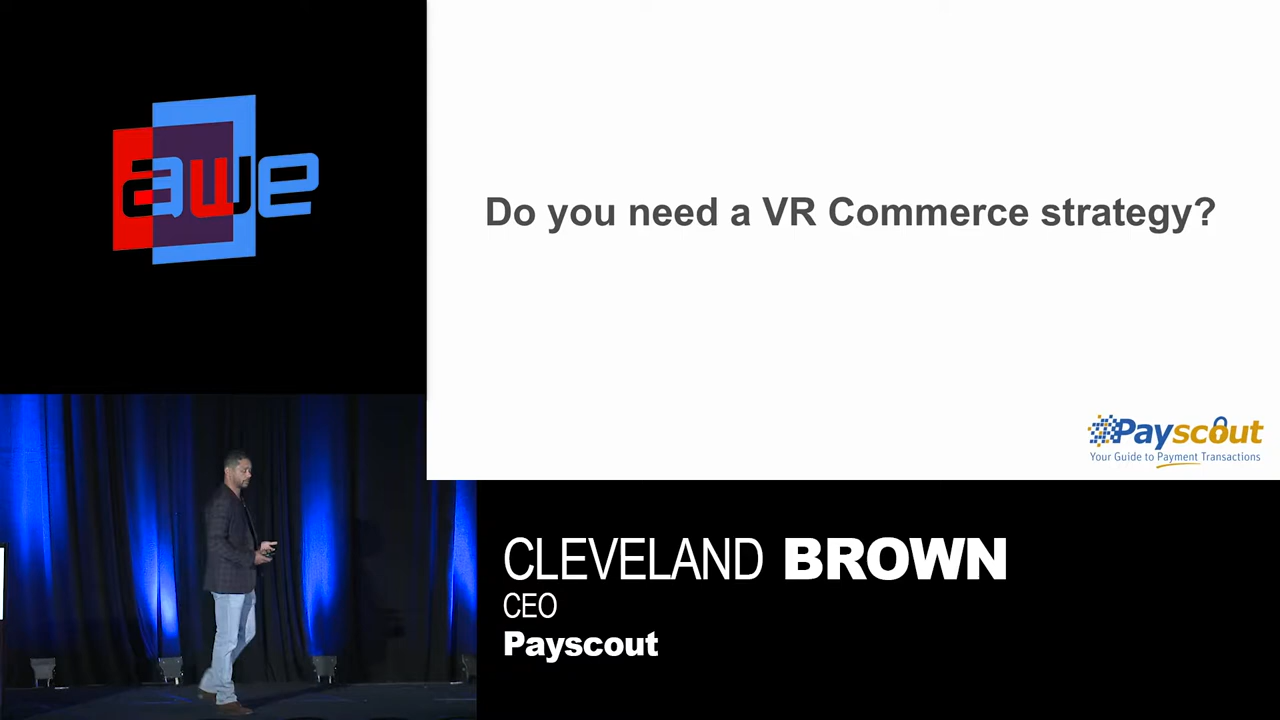 awe
Do you need a VR Commerce strategy?
Payscout
Your Guide to Payment Transactions
CLEVELAND BROWN
CEO
Payscout